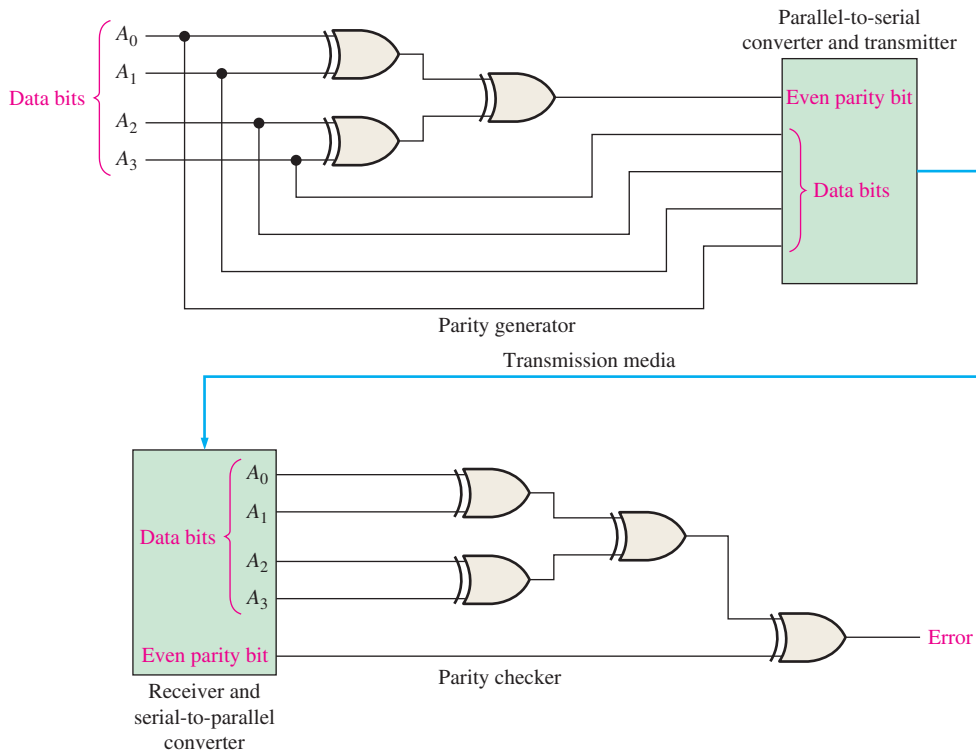 Parallel-to-serial
converter and transmitter
Data bits
A0
A1
A2
A3
Even parity bit
Data bits
Parity generator
Transmission media
Data bits
A0
A1
A2
A3
Even parity bit
Receiver and
serial-to-parallel
converter
Parity checker
Error